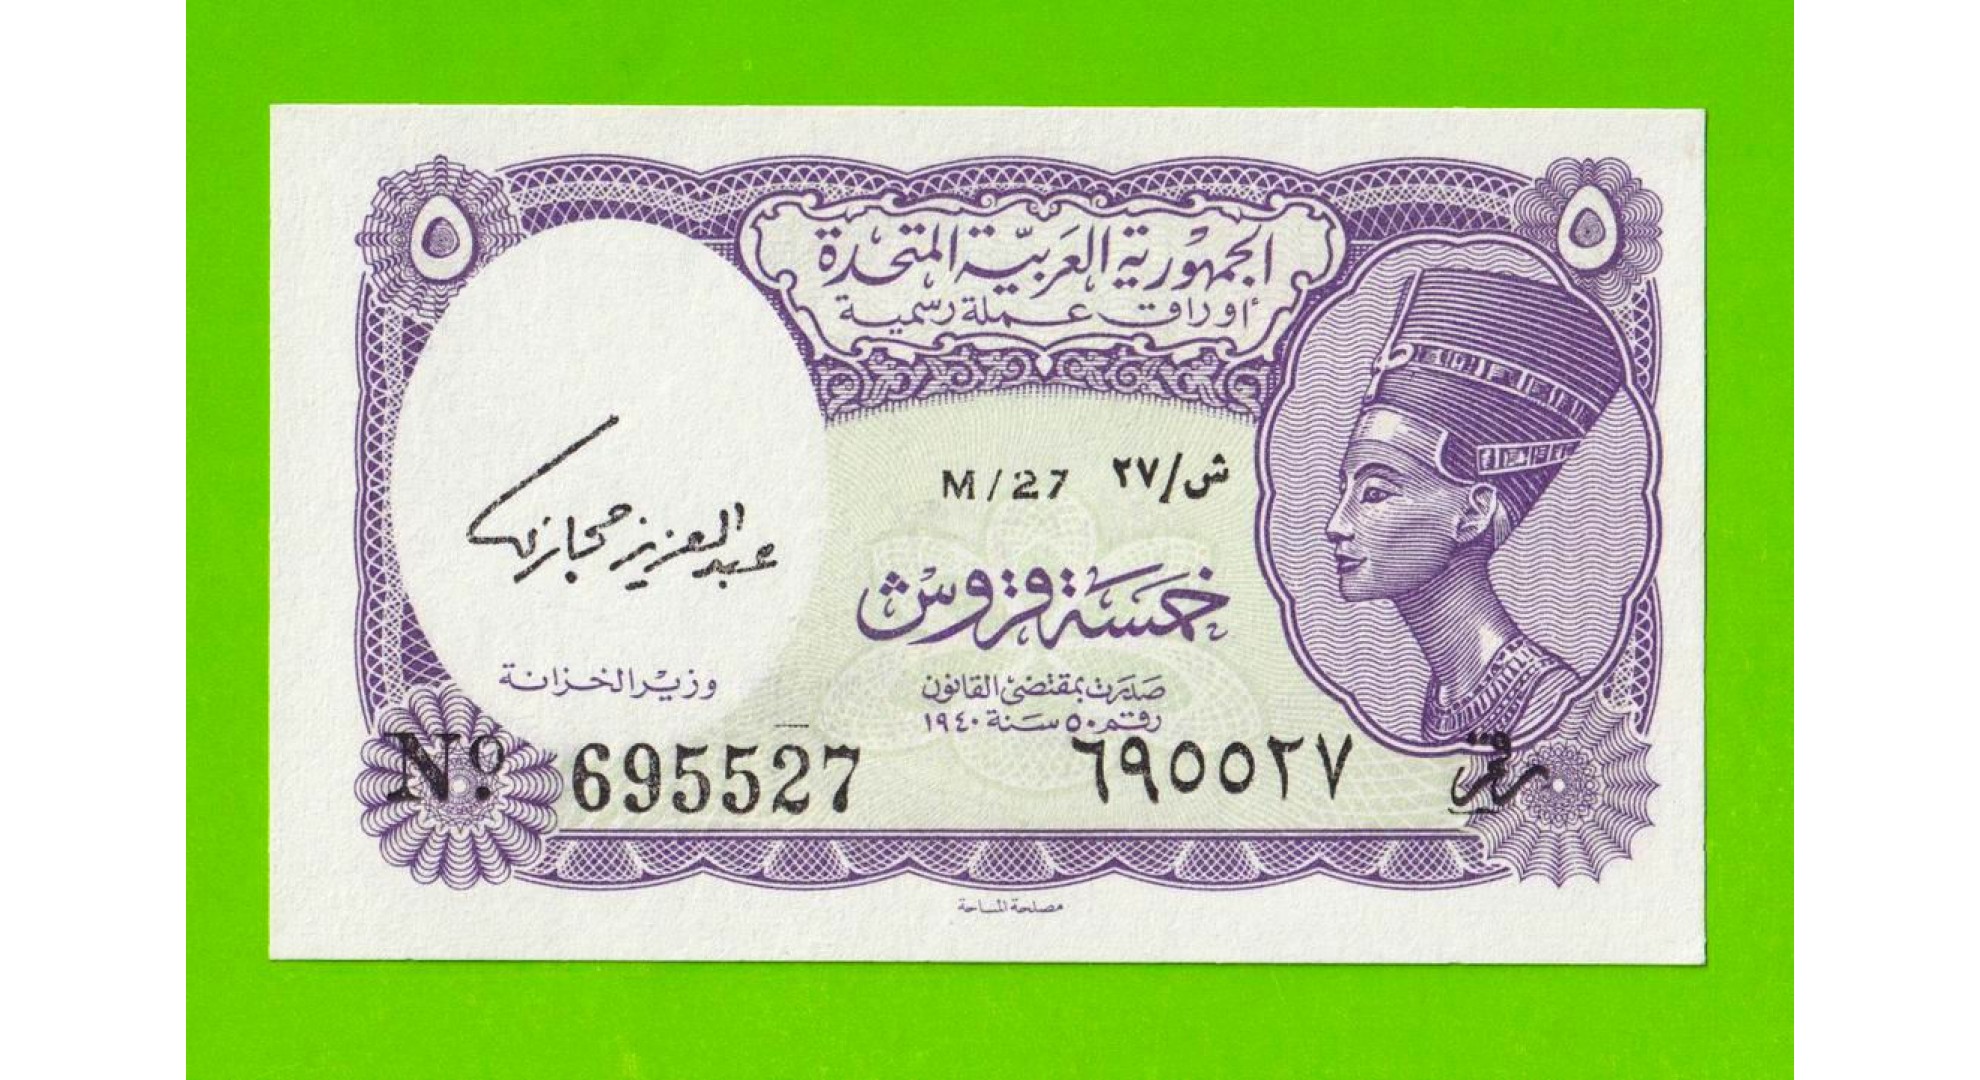 ٥ ٥
الجمهورية العربية المتحدة
أوراق عملة رسمية
M/27 ش/٢٧
عبد العزيز حجازى
خمسة قروش
وزير الخزانة
صدرت بمقتضى القانون
رقم ٥٠ سنة ١٩٤٠
Nº 695527 رقم ٦٩٥٥٢٧
مصلحة المساحة